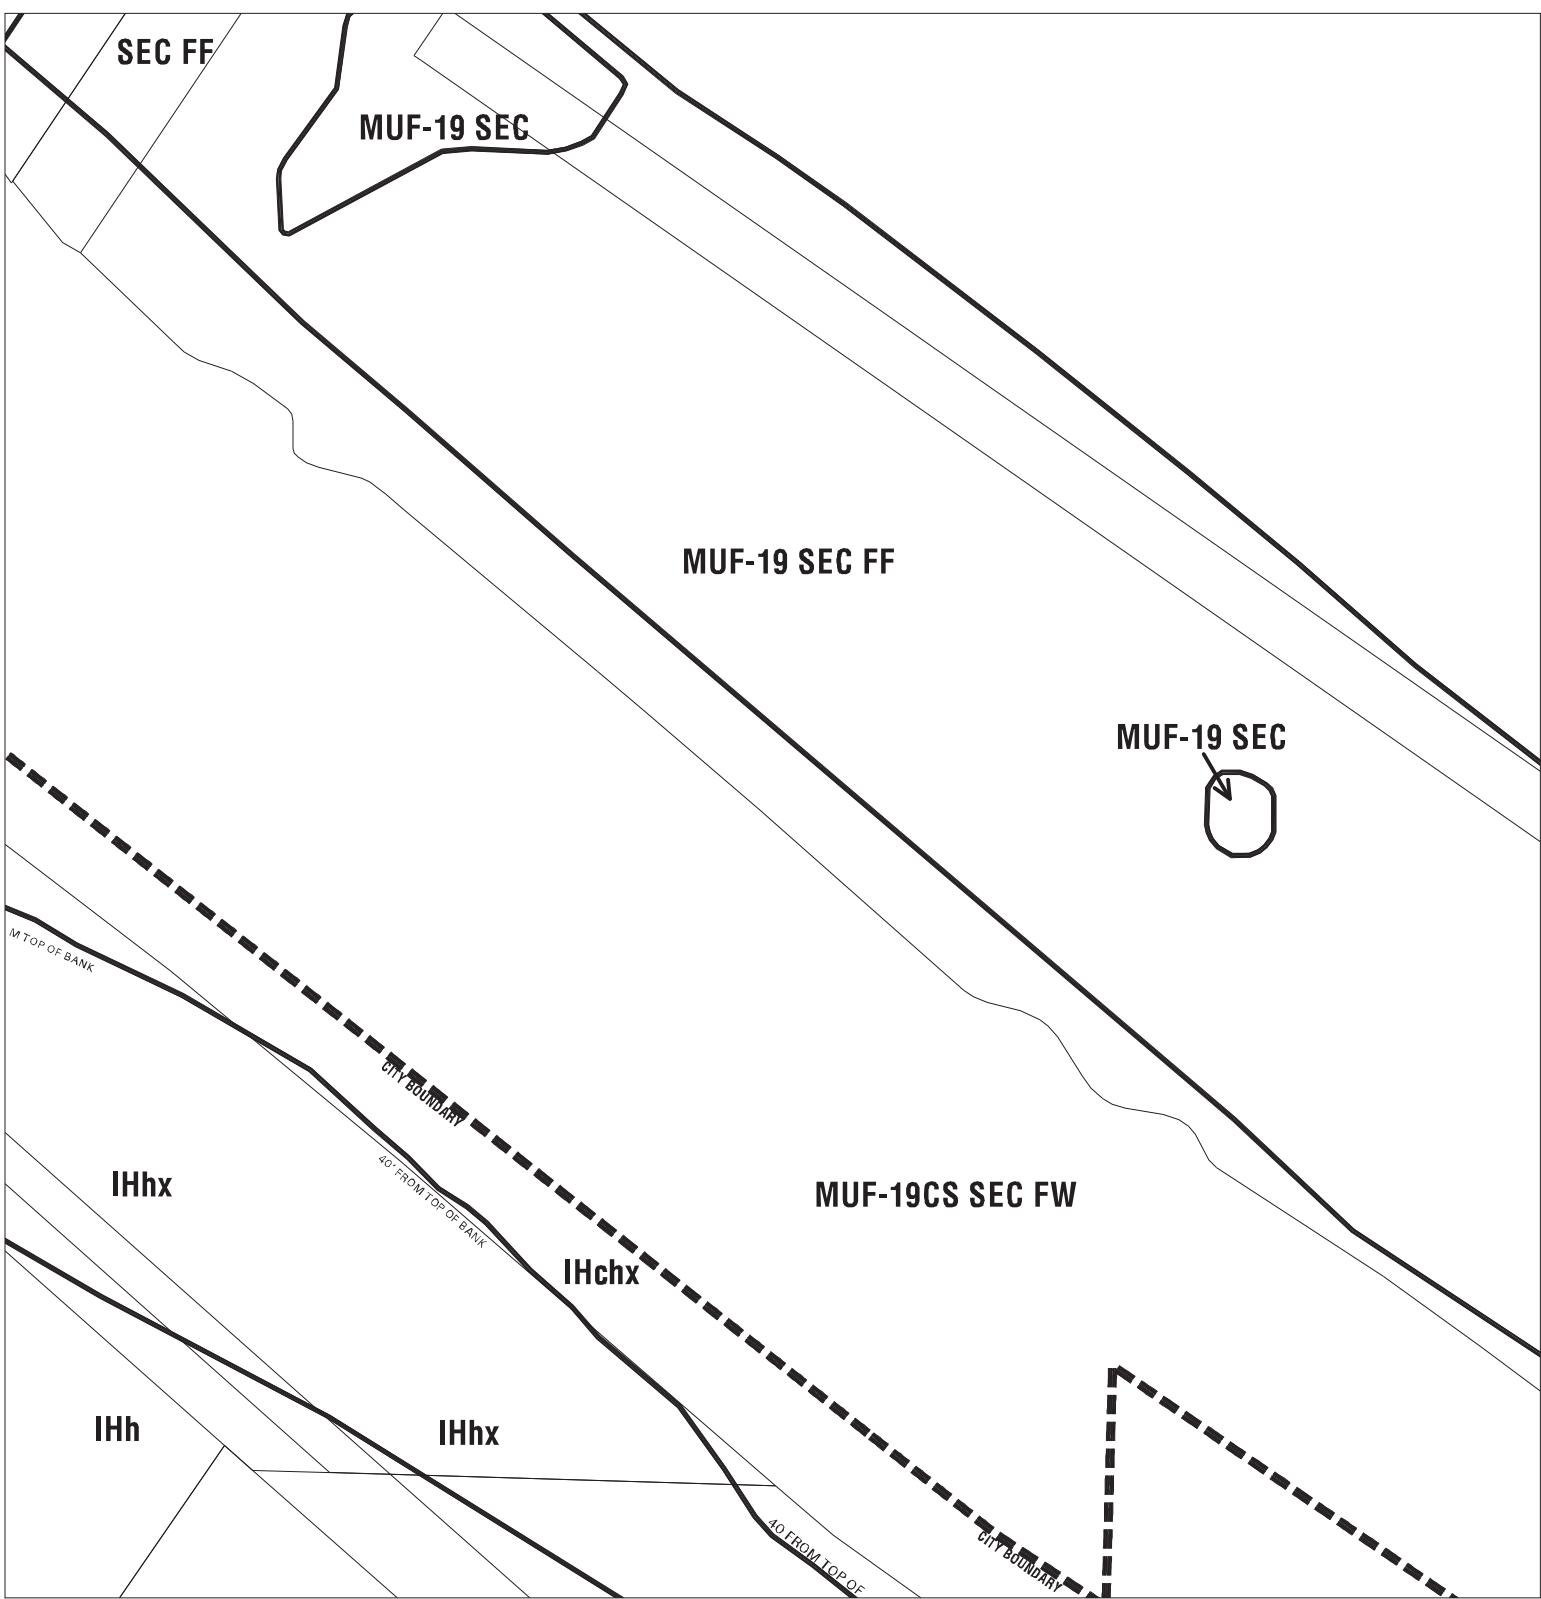 SEC FF
MUF-19 SEC
MUF-19 SEC FF
MUF-19 SEC
M TOP OF BANK
CITY BOUNDARY
40' FROM TOP OF BANK
IHhx
MUF-19CS SEC FW
IHchx
IHh
IHhx
40 FROM TOP OF
CITY BOUNDARY